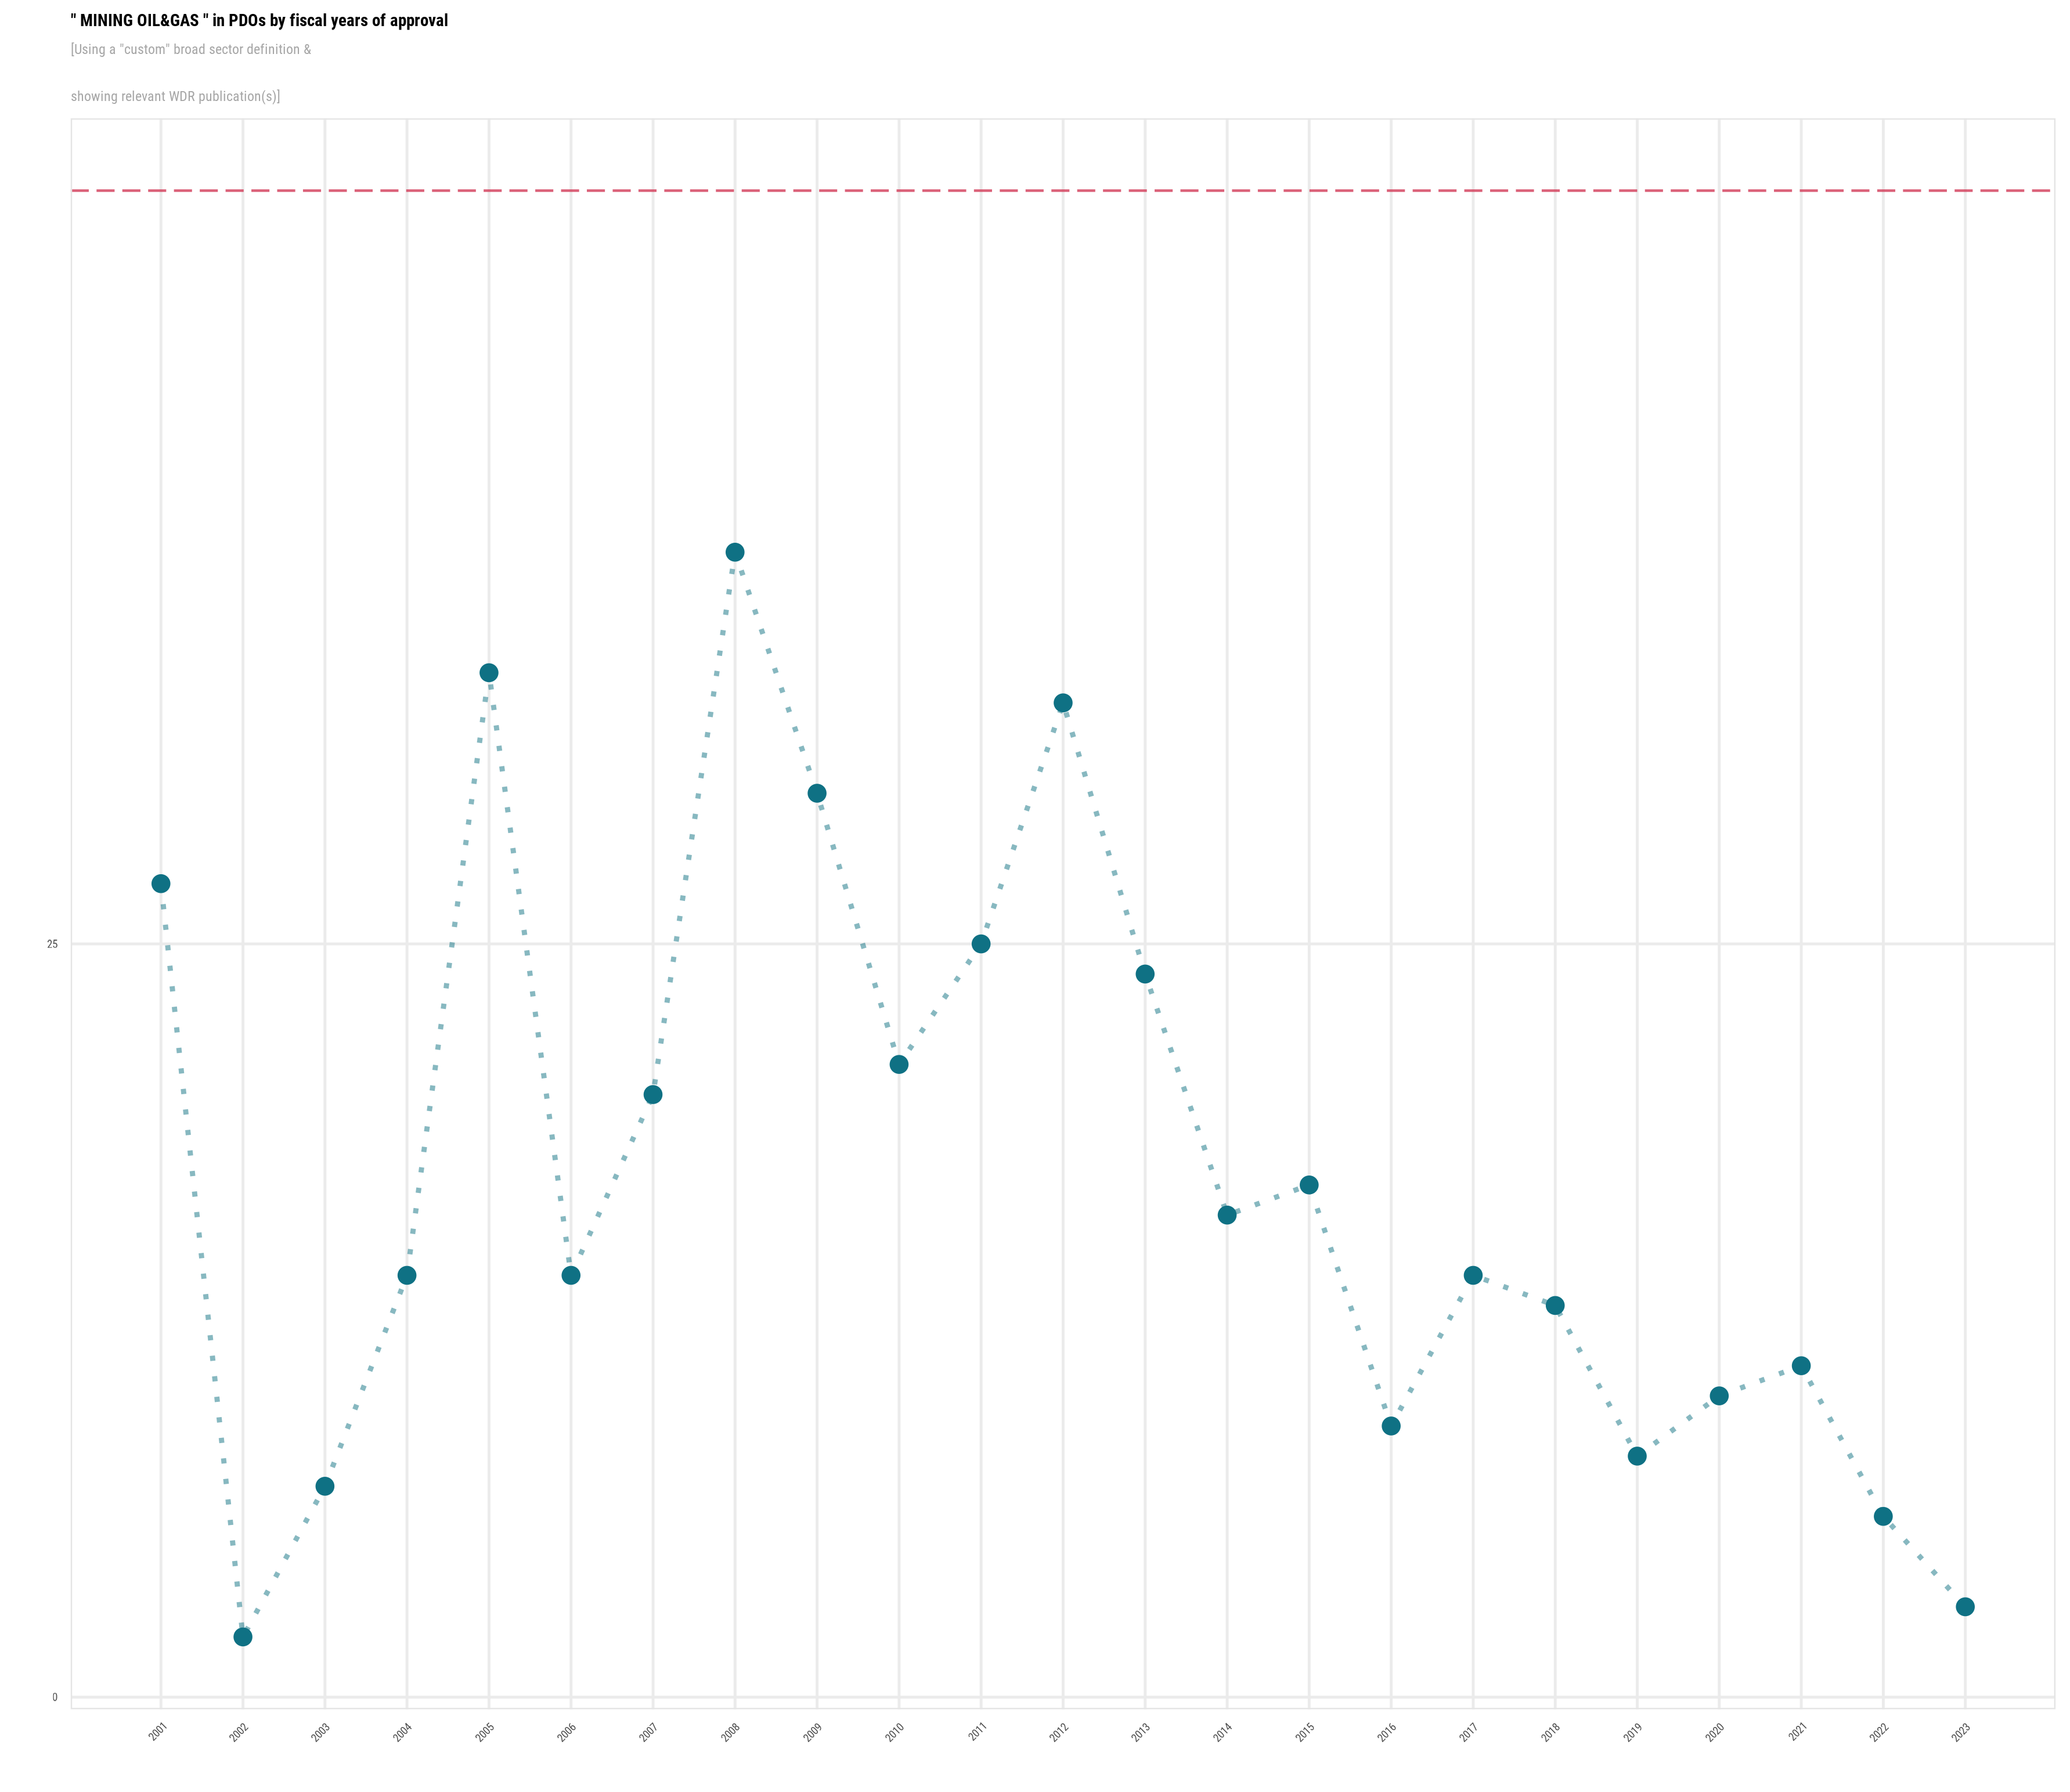 " MINING OIL&GAS " in PDOs by fiscal years of approval
[Using a "custom" broad sector definition &
showing relevant WDR publication(s)]
25
0
2001 2002 2003 2004 2005 2006 2007 2008 2009 2010 2011 2012 2013 2014 2015 2016 2017 2018 2019 2020 2021 2022 2023